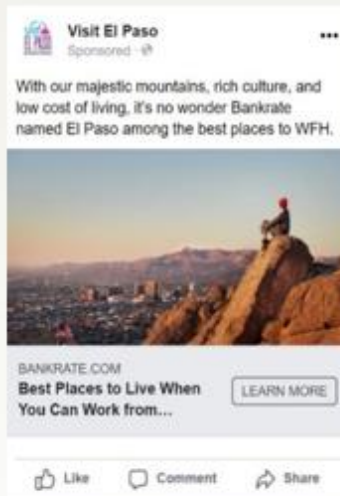 Visit El Paso
Sponsored
With our majestic mountains, rich culture, and
low cost of living, it's no wonder Bankrate
named El Paso among the best places to WFH.
BANKRATE.COM
Best Places to Live When
You Can Work from...
LEARN MORE
Like Comment Share